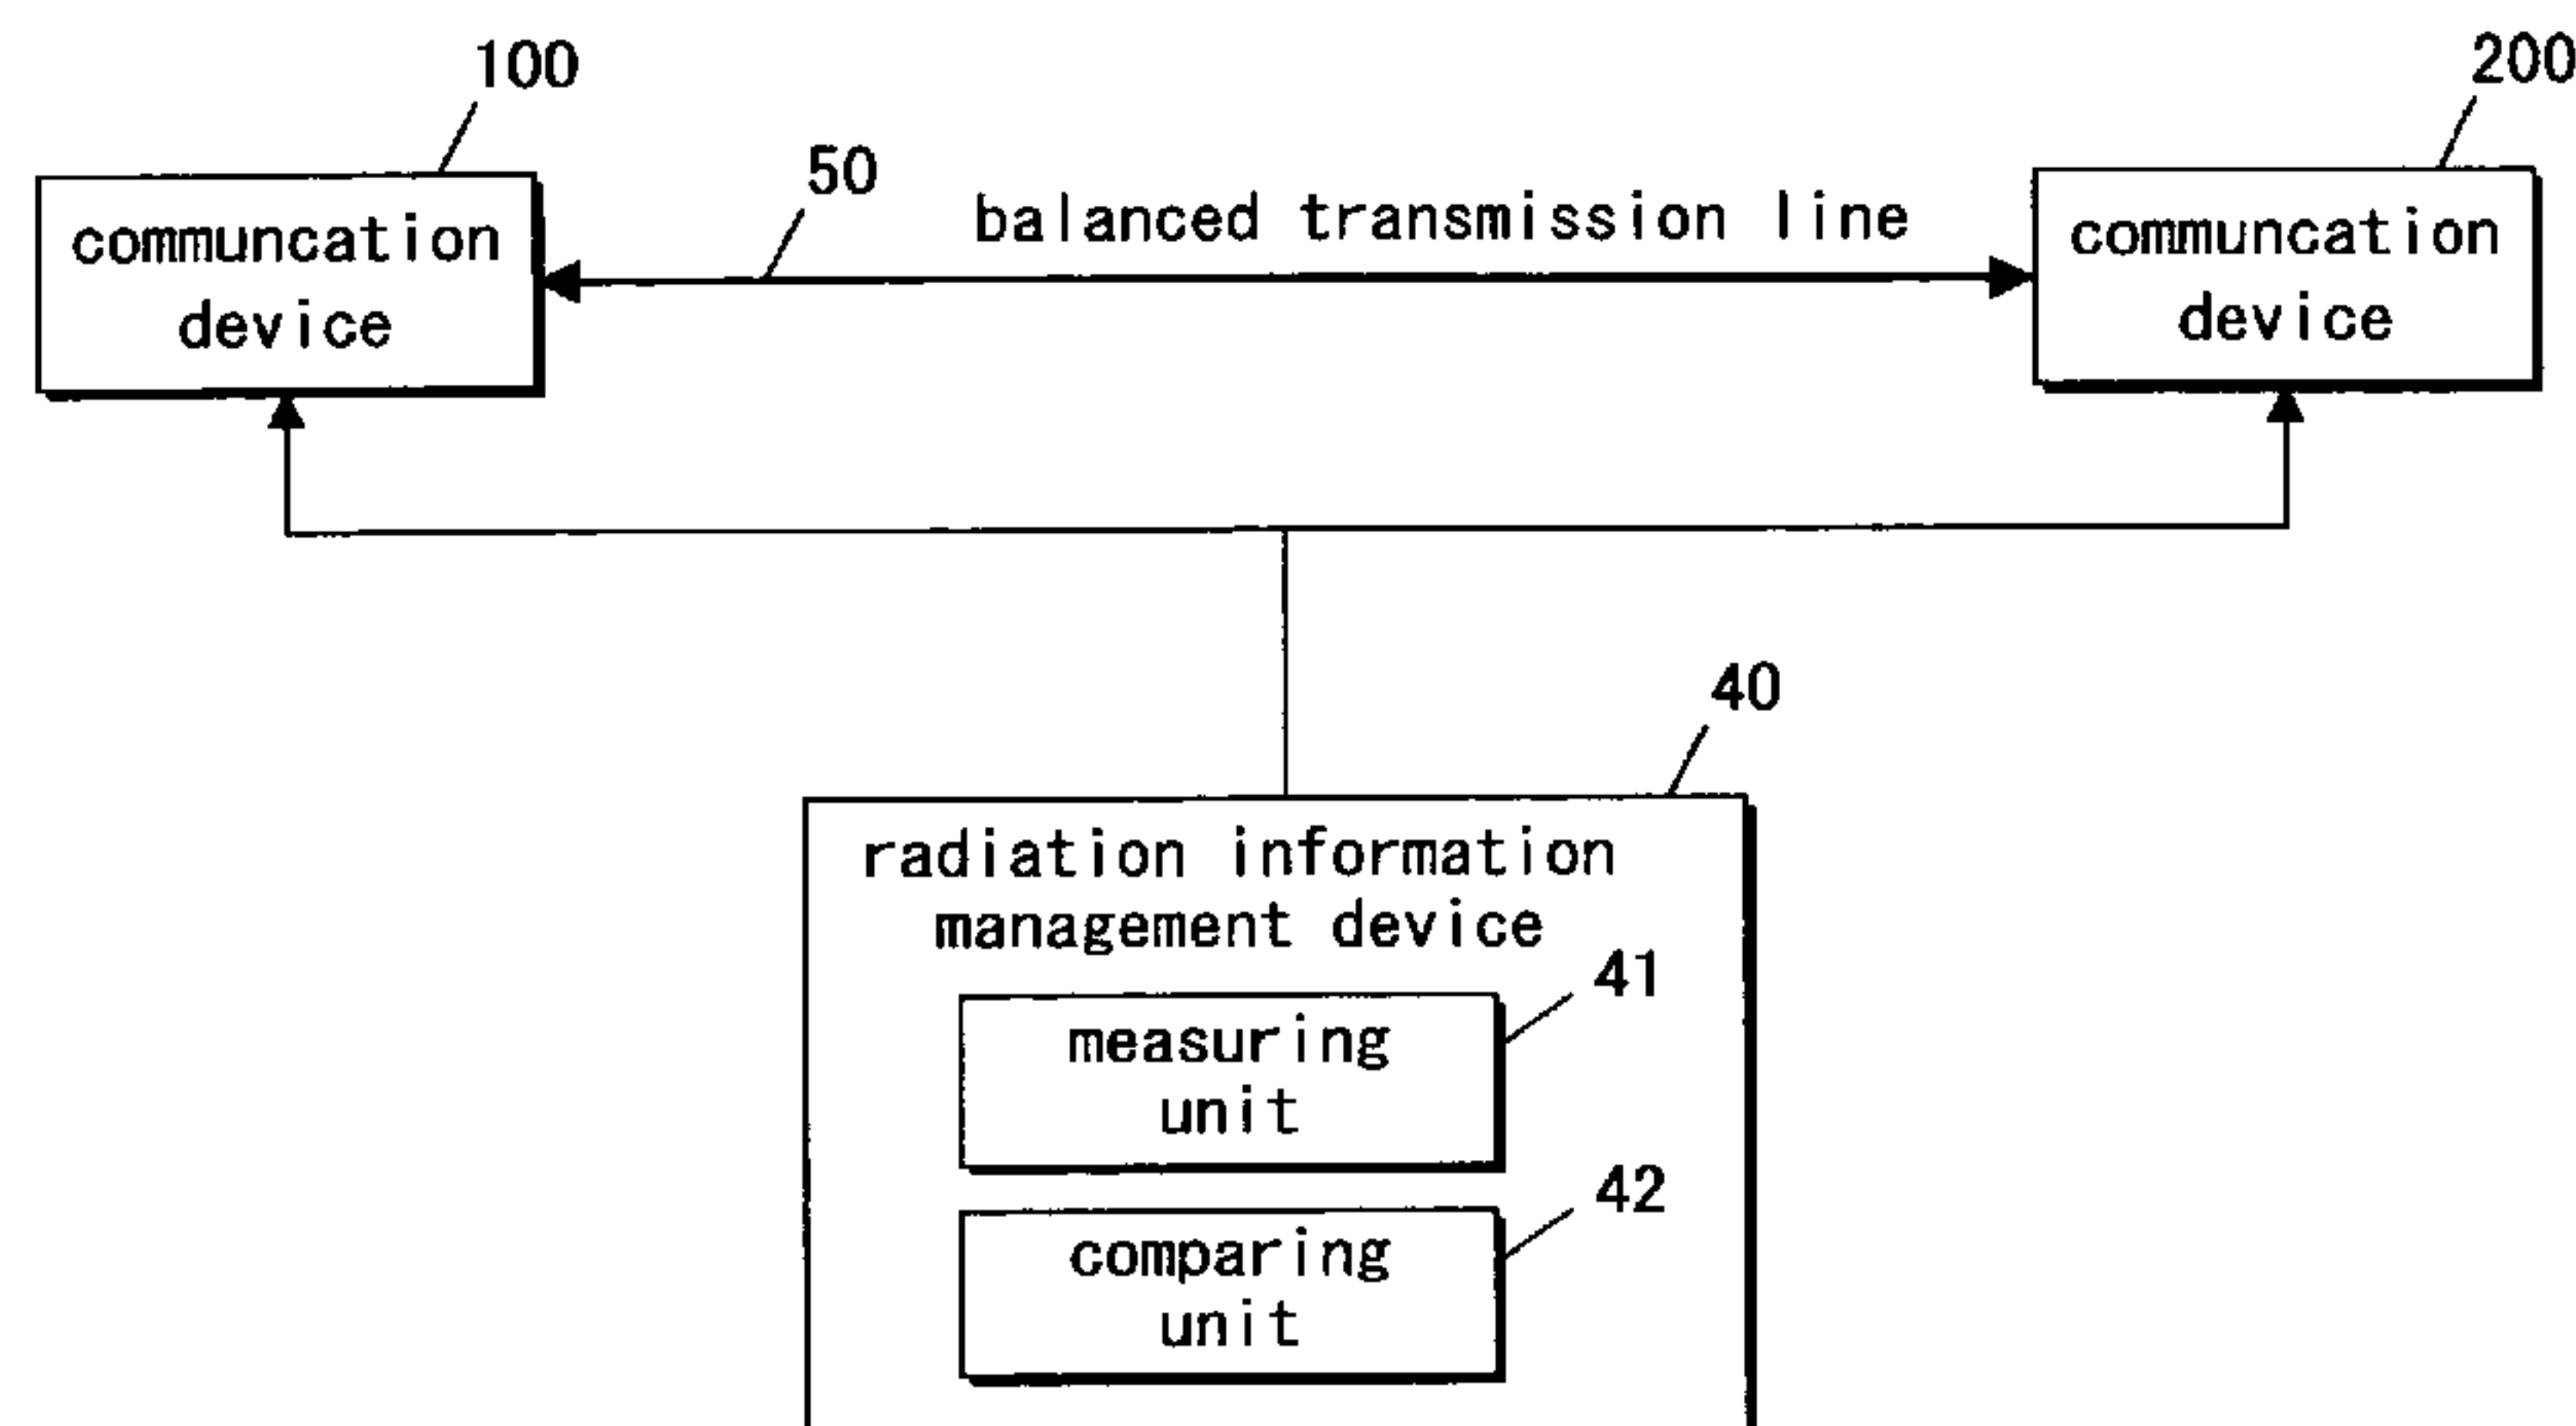 100
200
50
balanced transmission line
communcation
device
communcation
device
40
radiation information
management device
41
measuring
unit
42
comparing
unit